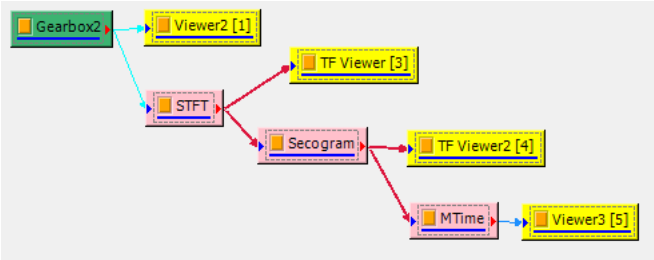 Gearbox2
Viewer2 [1]
TF Viewer [3]
STFT
Secogram
TF Viewer2 [4]
MTime
Viewer3 [5]